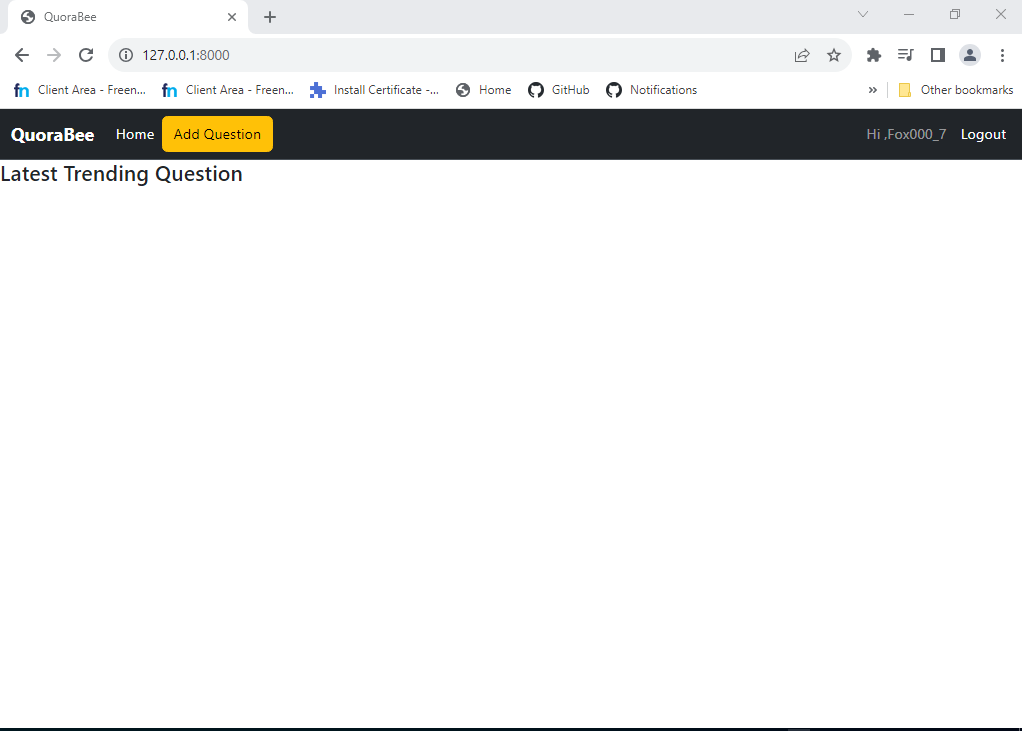 QuoraBee
127.0.0.1:8000
Client Area - Freen... Client Area - Freen... Install Certificate -... Home GitHub Notifications » Other bookmarks
QuoraBee Home Add Question Hi ,Fox000_7 Logout
Latest Trending Question